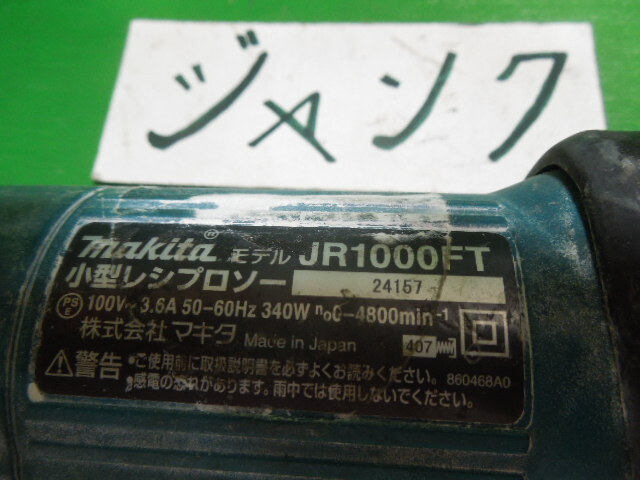 ジャンク
makita® モデル JR1000FT
小型レシプロソー 24157
PSE 100V~ 3.6A 50-60Hz 340W n₀0-4800min⁻¹
株式会社 マキタ Made in Japan 407
⚠警告 •ご使用前に取扱説明書を必ずよくお読みください。 860468A0
•感電の恐れがあります。雨中では使用しないでください。